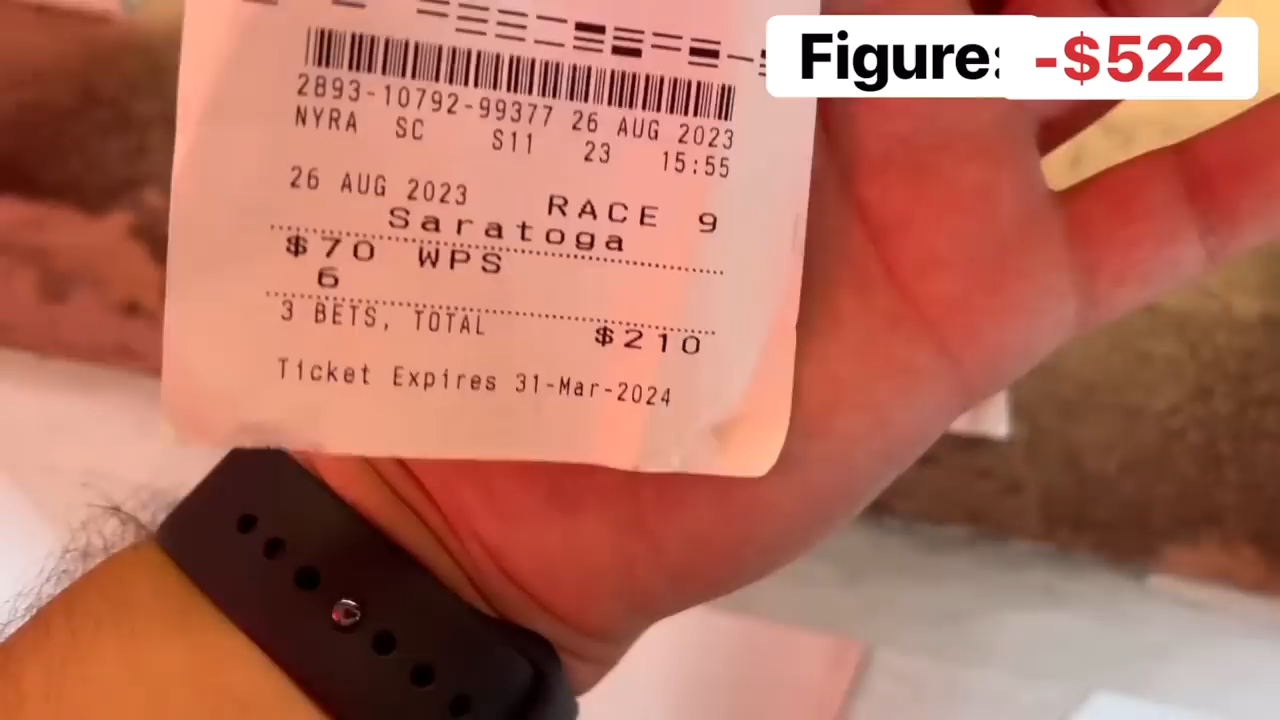 Figure: -$522
2893-10792-99377 26 AUG 2023
NYRA SC S11 23 15:55
26 AUG 2023 RACE 9
Saratoga
$70 WPS
6
3 BETS, TOTAL $210
Ticket Expires 31-Mar-2024